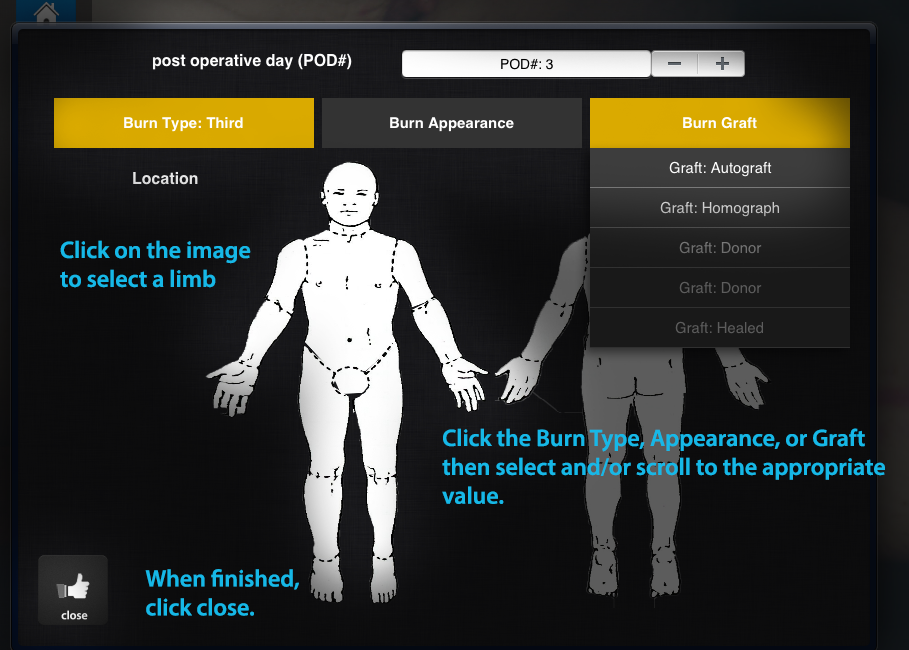 post operative day (POD#)
POD#: 3
Burn Type: Third
Burn Appearance
Burn Graft
Graft: Autograft
Graft: Homograph
Graft: Donor
Graft: Donor
Graft: Healed
Location
Click on the image
to select a limb
Click the Burn Type, Appearance, or Graft
then select and/or scroll to the appropriate
value.
When finished,
click close.
close